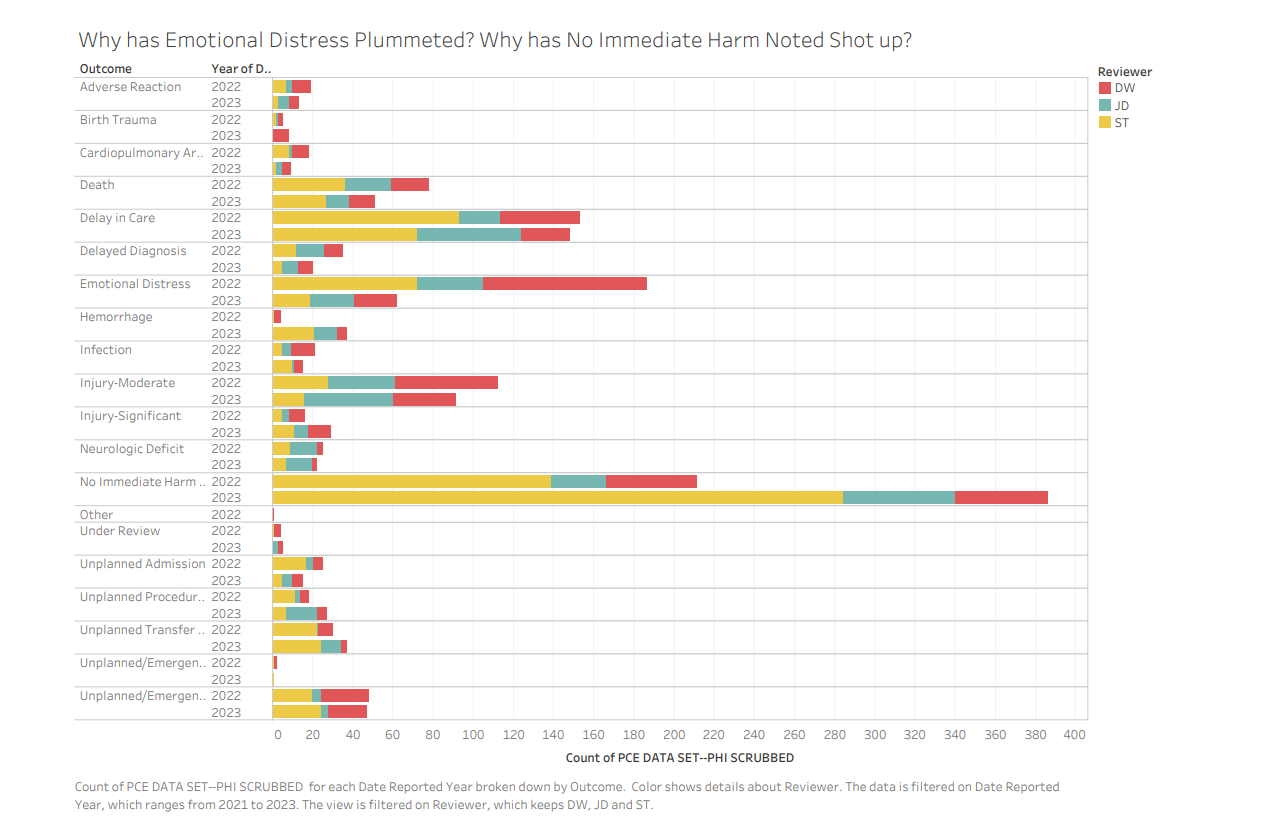 Why has Emotional Distress Plummeted? Why has No Immediate Harm Noted Shot up?
Outcome Year of D..
Reviewer
DW
JD
ST
Adverse Reaction 2022
2023
Birth Trauma 2022
2023
Cardiopulmonary Ar.. 2022
2023
Death 2022
2023
Delay in Care 2022
2023
Delayed Diagnosis 2022
2023
Emotional Distress 2022
2023
Hemorrhage 2022
2023
Infection 2022
2023
Injury-Moderate 2022
2023
Injury-Significant 2022
2023
Neurologic Deficit 2022
2023
No Immediate Harm .. 2022
2023
Other 2022
Under Review 2022
2023
Unplanned Admission 2022
2023
Unplanned Procedur.. 2022
2023
Unplanned Transfer .. 2022
2023
Unplanned/Emergen.. 2022
2023
Unplanned/Emergen.. 2022
2023
0 20 40 60 80 100 120 140 160 180 200 220 240 260 280 300 320 340 360 380 400
Count of PCE DATA SET--PHI SCRUBBED
Count of PCE DATA SET--PHI SCRUBBED for each Date Reported Year broken down by Outcome. Color shows details about Reviewer. The data is filtered on Date Reported
Year, which ranges from 2021 to 2023. The view is filtered on Reviewer, which keeps DW, JD and ST.